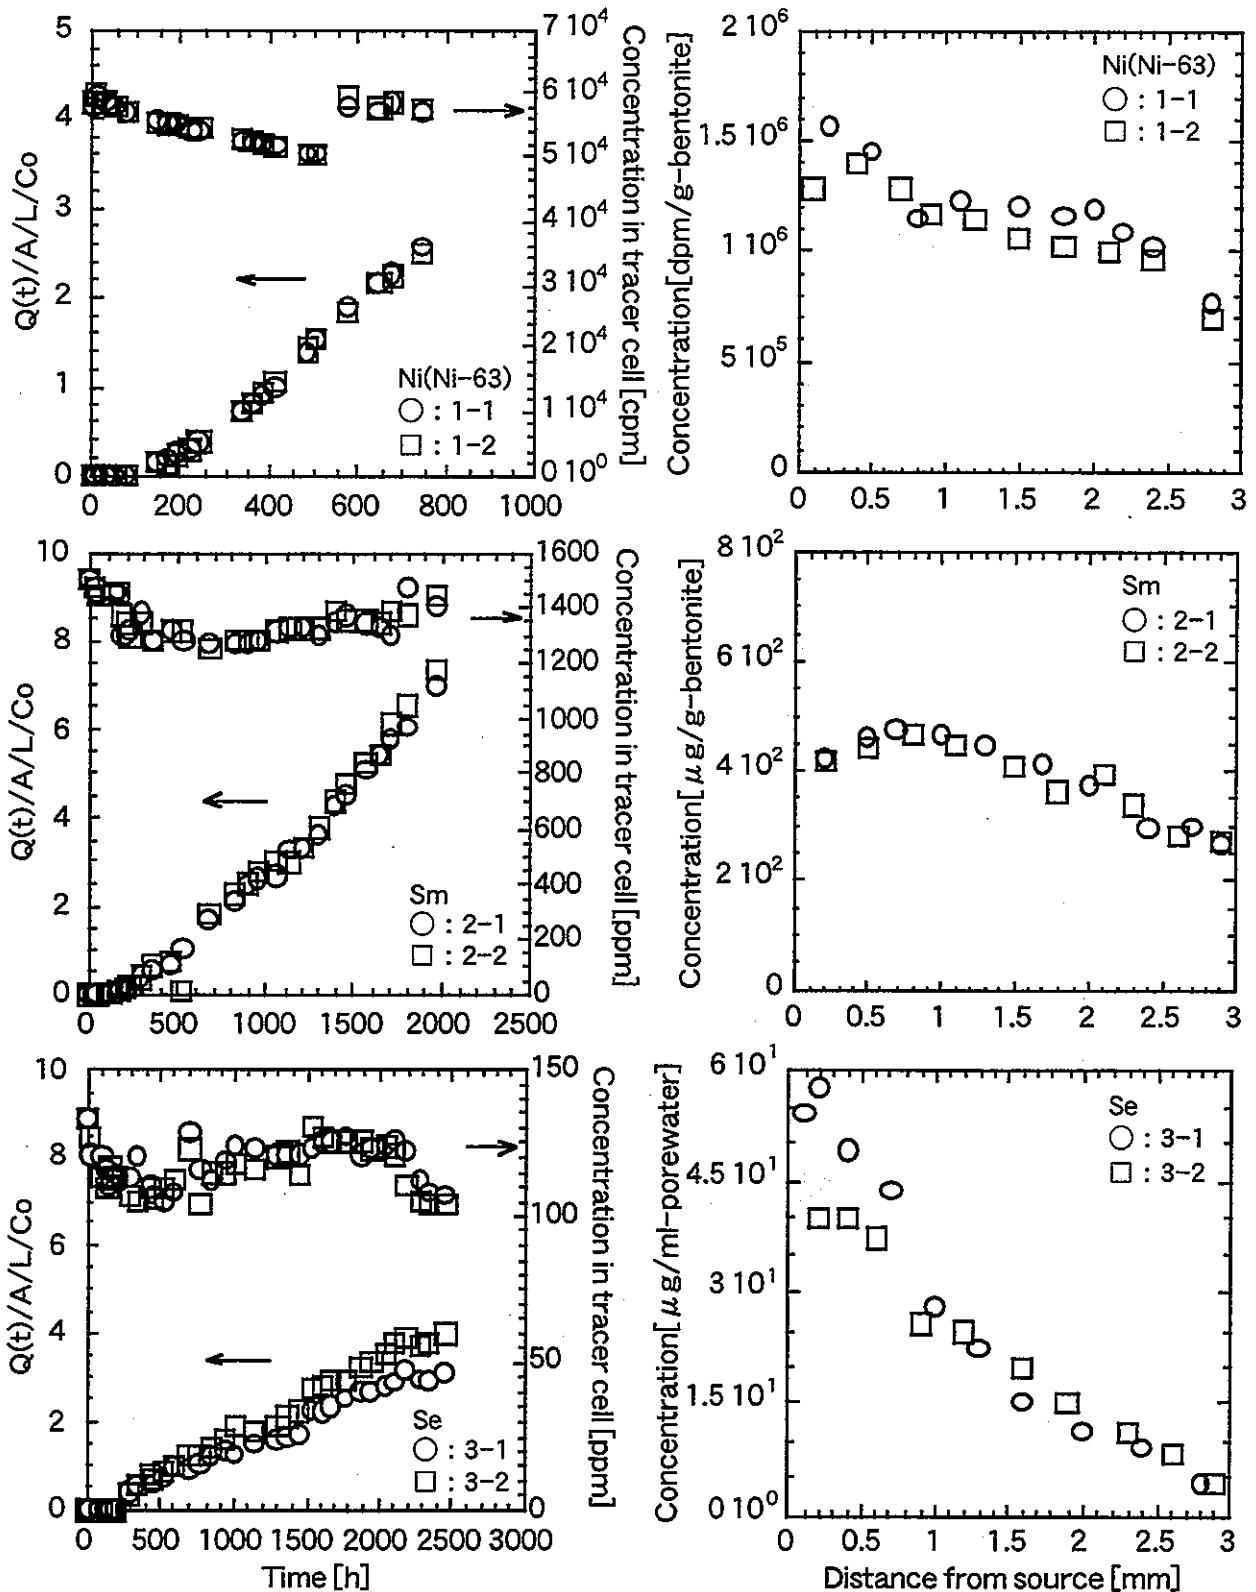 Q(t)/A/L/Co
5
4
3
2
1
0
7 10⁴
6 10⁴
5 10⁴
4 10⁴
3 10⁴
2 10⁴
1 10⁴
0 10⁰
Concentration in tracer cell [cpm]
Ni(Ni-63)
○ : 1-1
□ : 1-2
0 200 400 600 800 1000
Concentration[dpm/g-bentonite]
2 10⁶
1.5 10⁶
1 10⁶
5 10⁵
0
Ni(Ni-63)
○ : 1-1
□ : 1-2
0 0.5 1 1.5 2 2.5 3
Q(t)/A/L/Co
10
8
6
4
2
0
1600
1400
1200
1000
800
600
400
200
0
Concentration in tracer cell [ppm]
Sm
○ : 2-1
□ : 2-2
0 500 1000 1500 2000 2500
Concentration[μg/g-bentonite]
8 10²
6 10²
4 10²
2 10²
0
Sm
○ : 2-1
□ : 2-2
0 0.5 1 1.5 2 2.5 3
Q(t)/A/L/Co
10
8
6
4
2
0
150
100
50
0
Concentration in tracer cell [ppm]
Se
○ : 3-1
□ : 3-2
0 500 1000 1500 2000 2500 3000
Time [h]
Concentration[μg/ml-porewater]
6 10¹
4.5 10¹
3 10¹
1.5 10¹
0 10⁰
Se
○ : 3-1
□ : 3-2
0 0.5 1 1.5 2 2.5 3
Distance from source [mm]